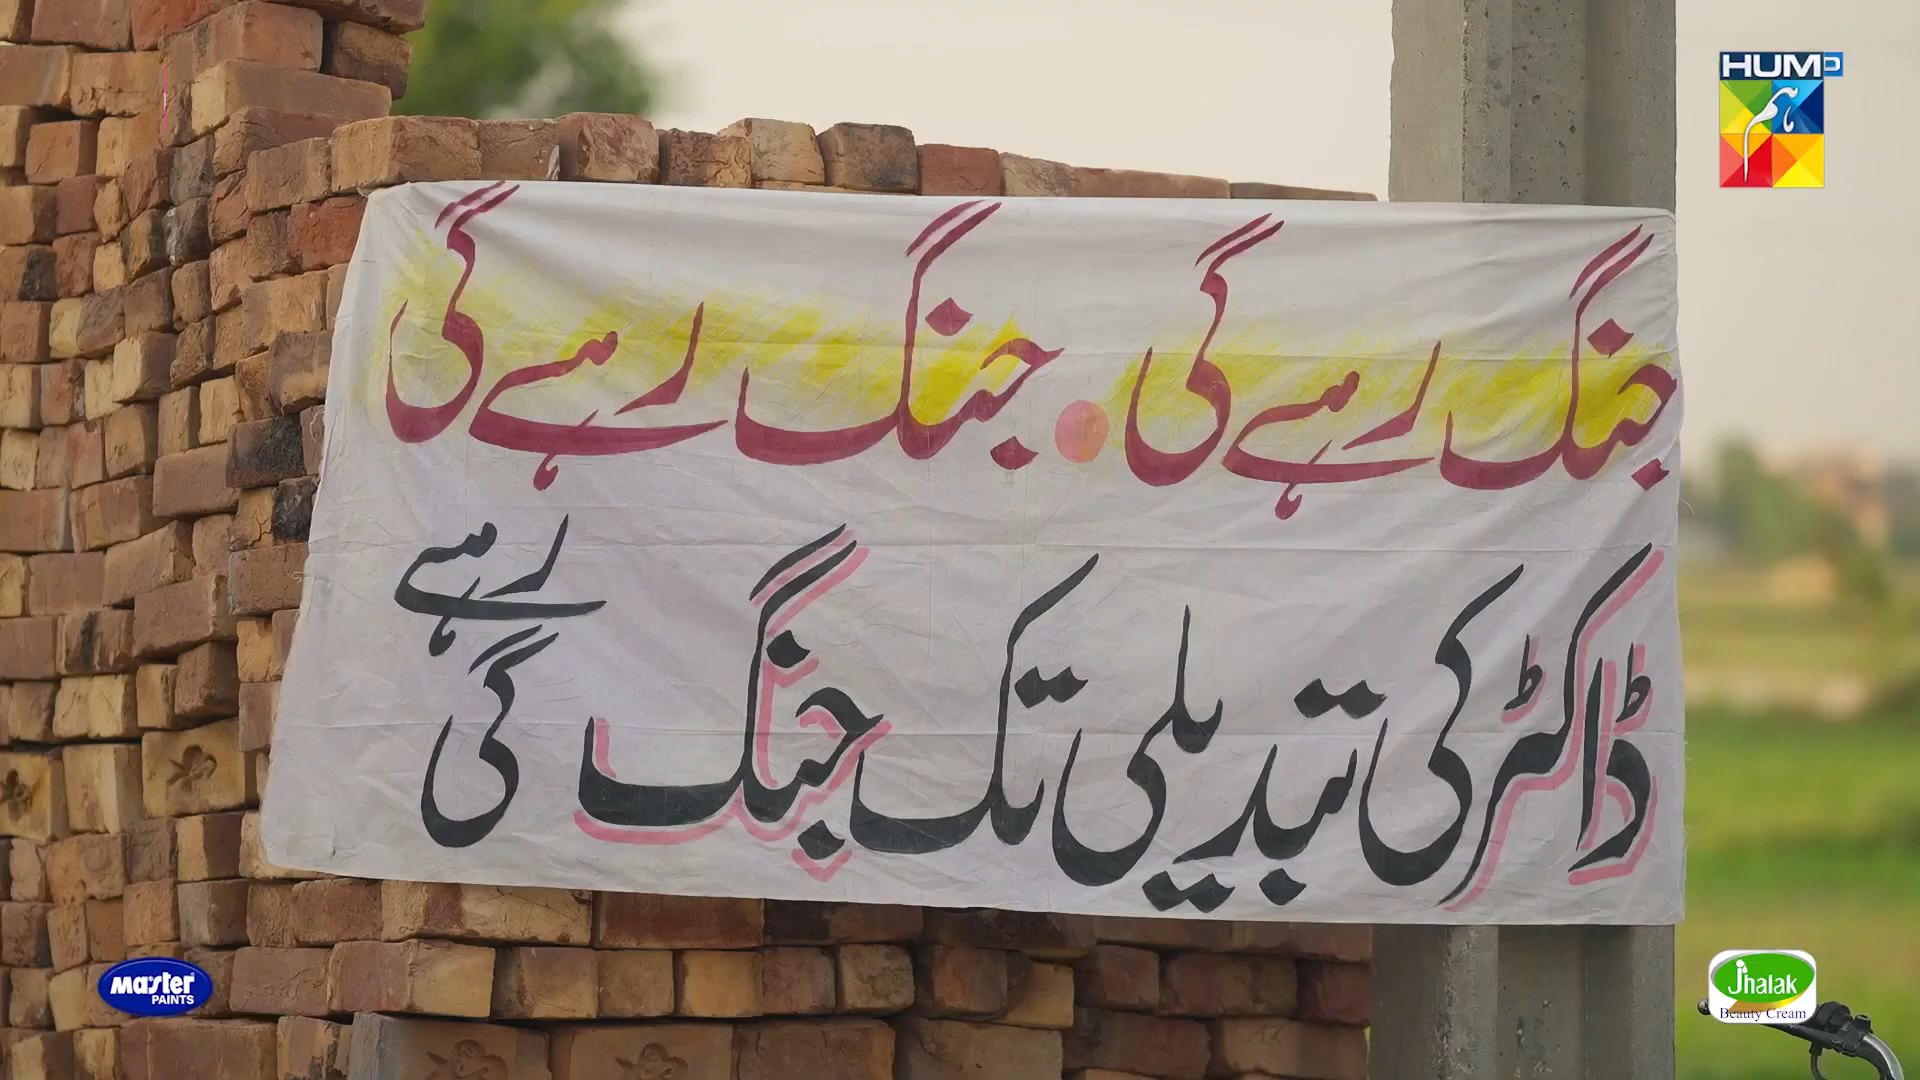 HUM
ہم
جنگ رہے گی . جنگ رہے گی
ڈاکٹر کی تبدیلی تک جنگ رہے گی
Master
PAINTS
Jhalak
Beauty Cream